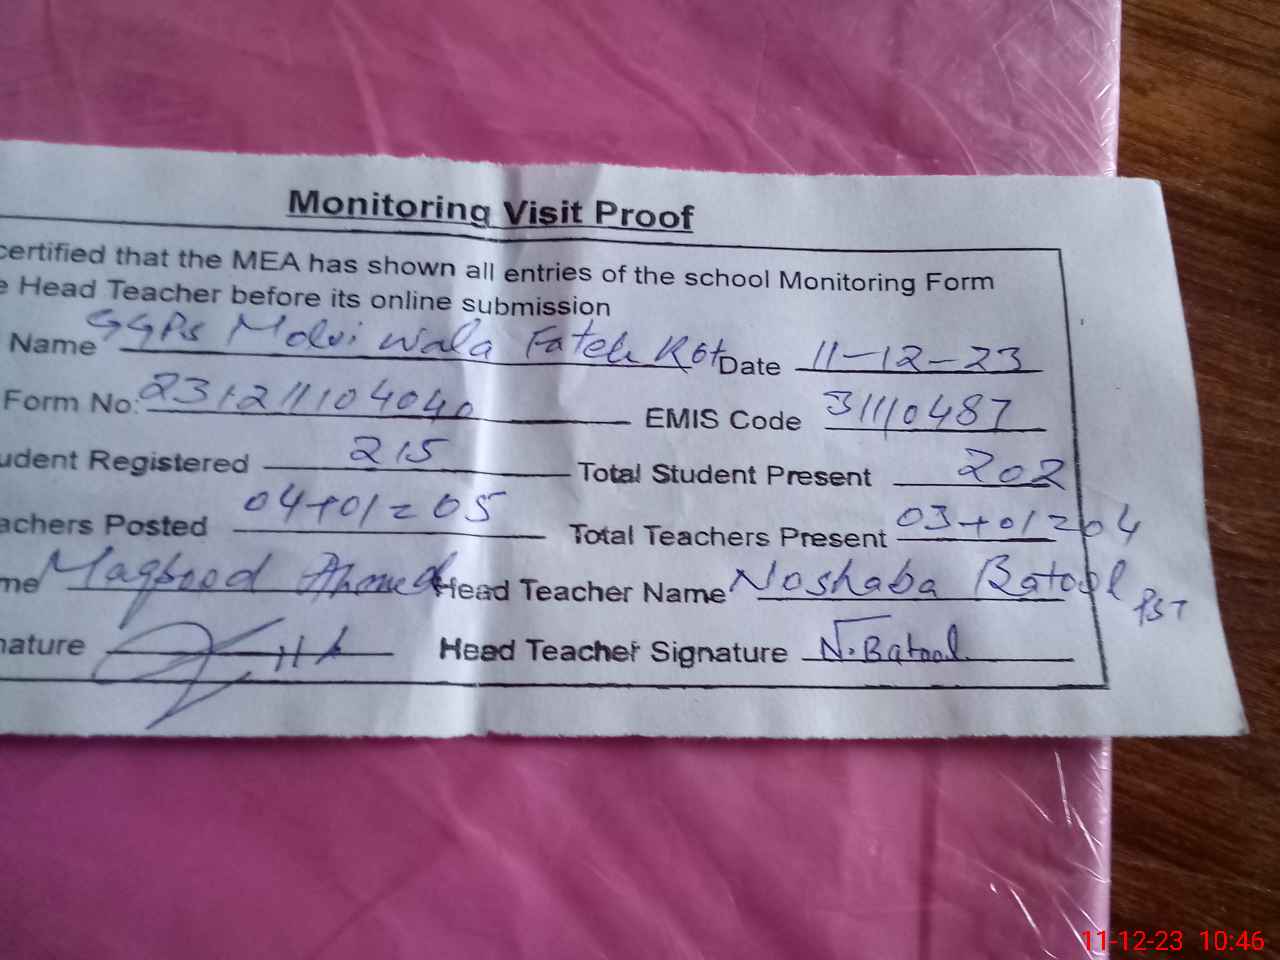 Monitoring Visit Proof
certified that the MEA has shown all entries of the school Monitoring Form
e Head Teacher before its online submission
Name GGPS Molvi Wala Fateh Kot Date 11-12-23
Form No: 231211104040 EMIS Code 31110487
udent Registered 215 Total Student Present 202
achers Posted 04+01=05 Total Teachers Present 03+01=04
me Maqbood Ahmed Head Teacher Name Noshaba Batool PST
nature Head Teacher Signature N.Batool
11-12-23 10:46